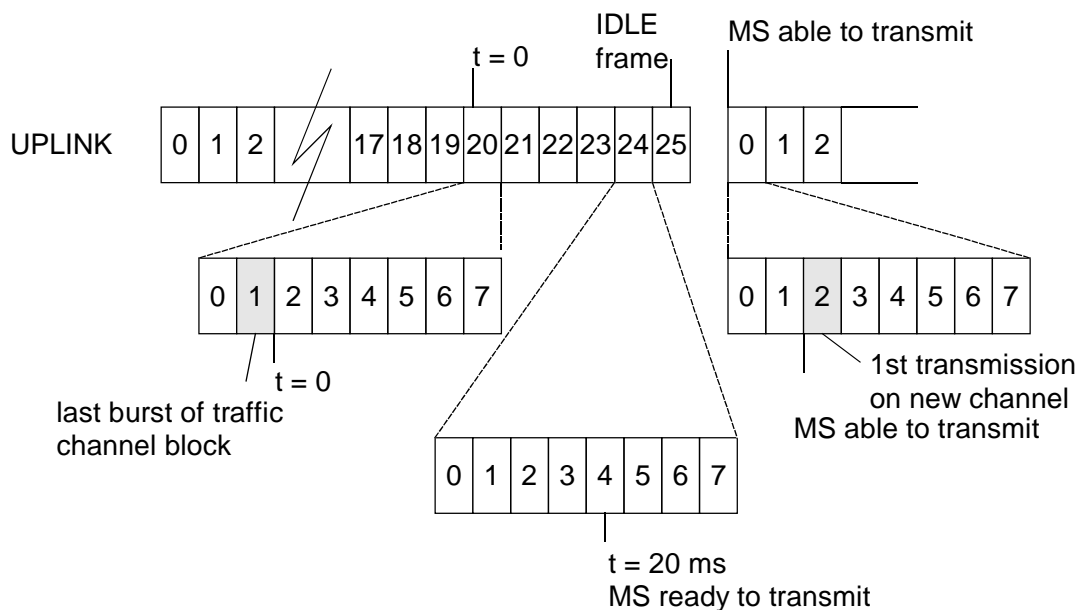 IDLE
frame
MS able to transmit
t = 0
UPLINK
0 1 2 17 18 19 20 21 22 23 24 25
0 1 2
0 1 2 3 4 5 6 7
0 1 2 3 4 5 6 7
t = 0
last burst of traffic
channel block
1st transmission
on new channel
MS able to transmit
0 1 2 3 4 5 6 7
t = 20 ms
MS ready to transmit